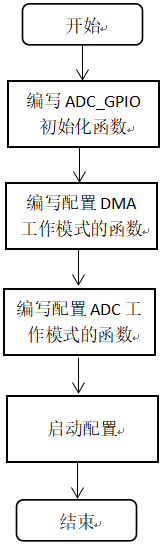 开始
编写 ADC_GPIO
初始化函数
编写配置 DMA
工作模式的函数
编写配置 ADC 工
作模式的函数
启动配置
结束